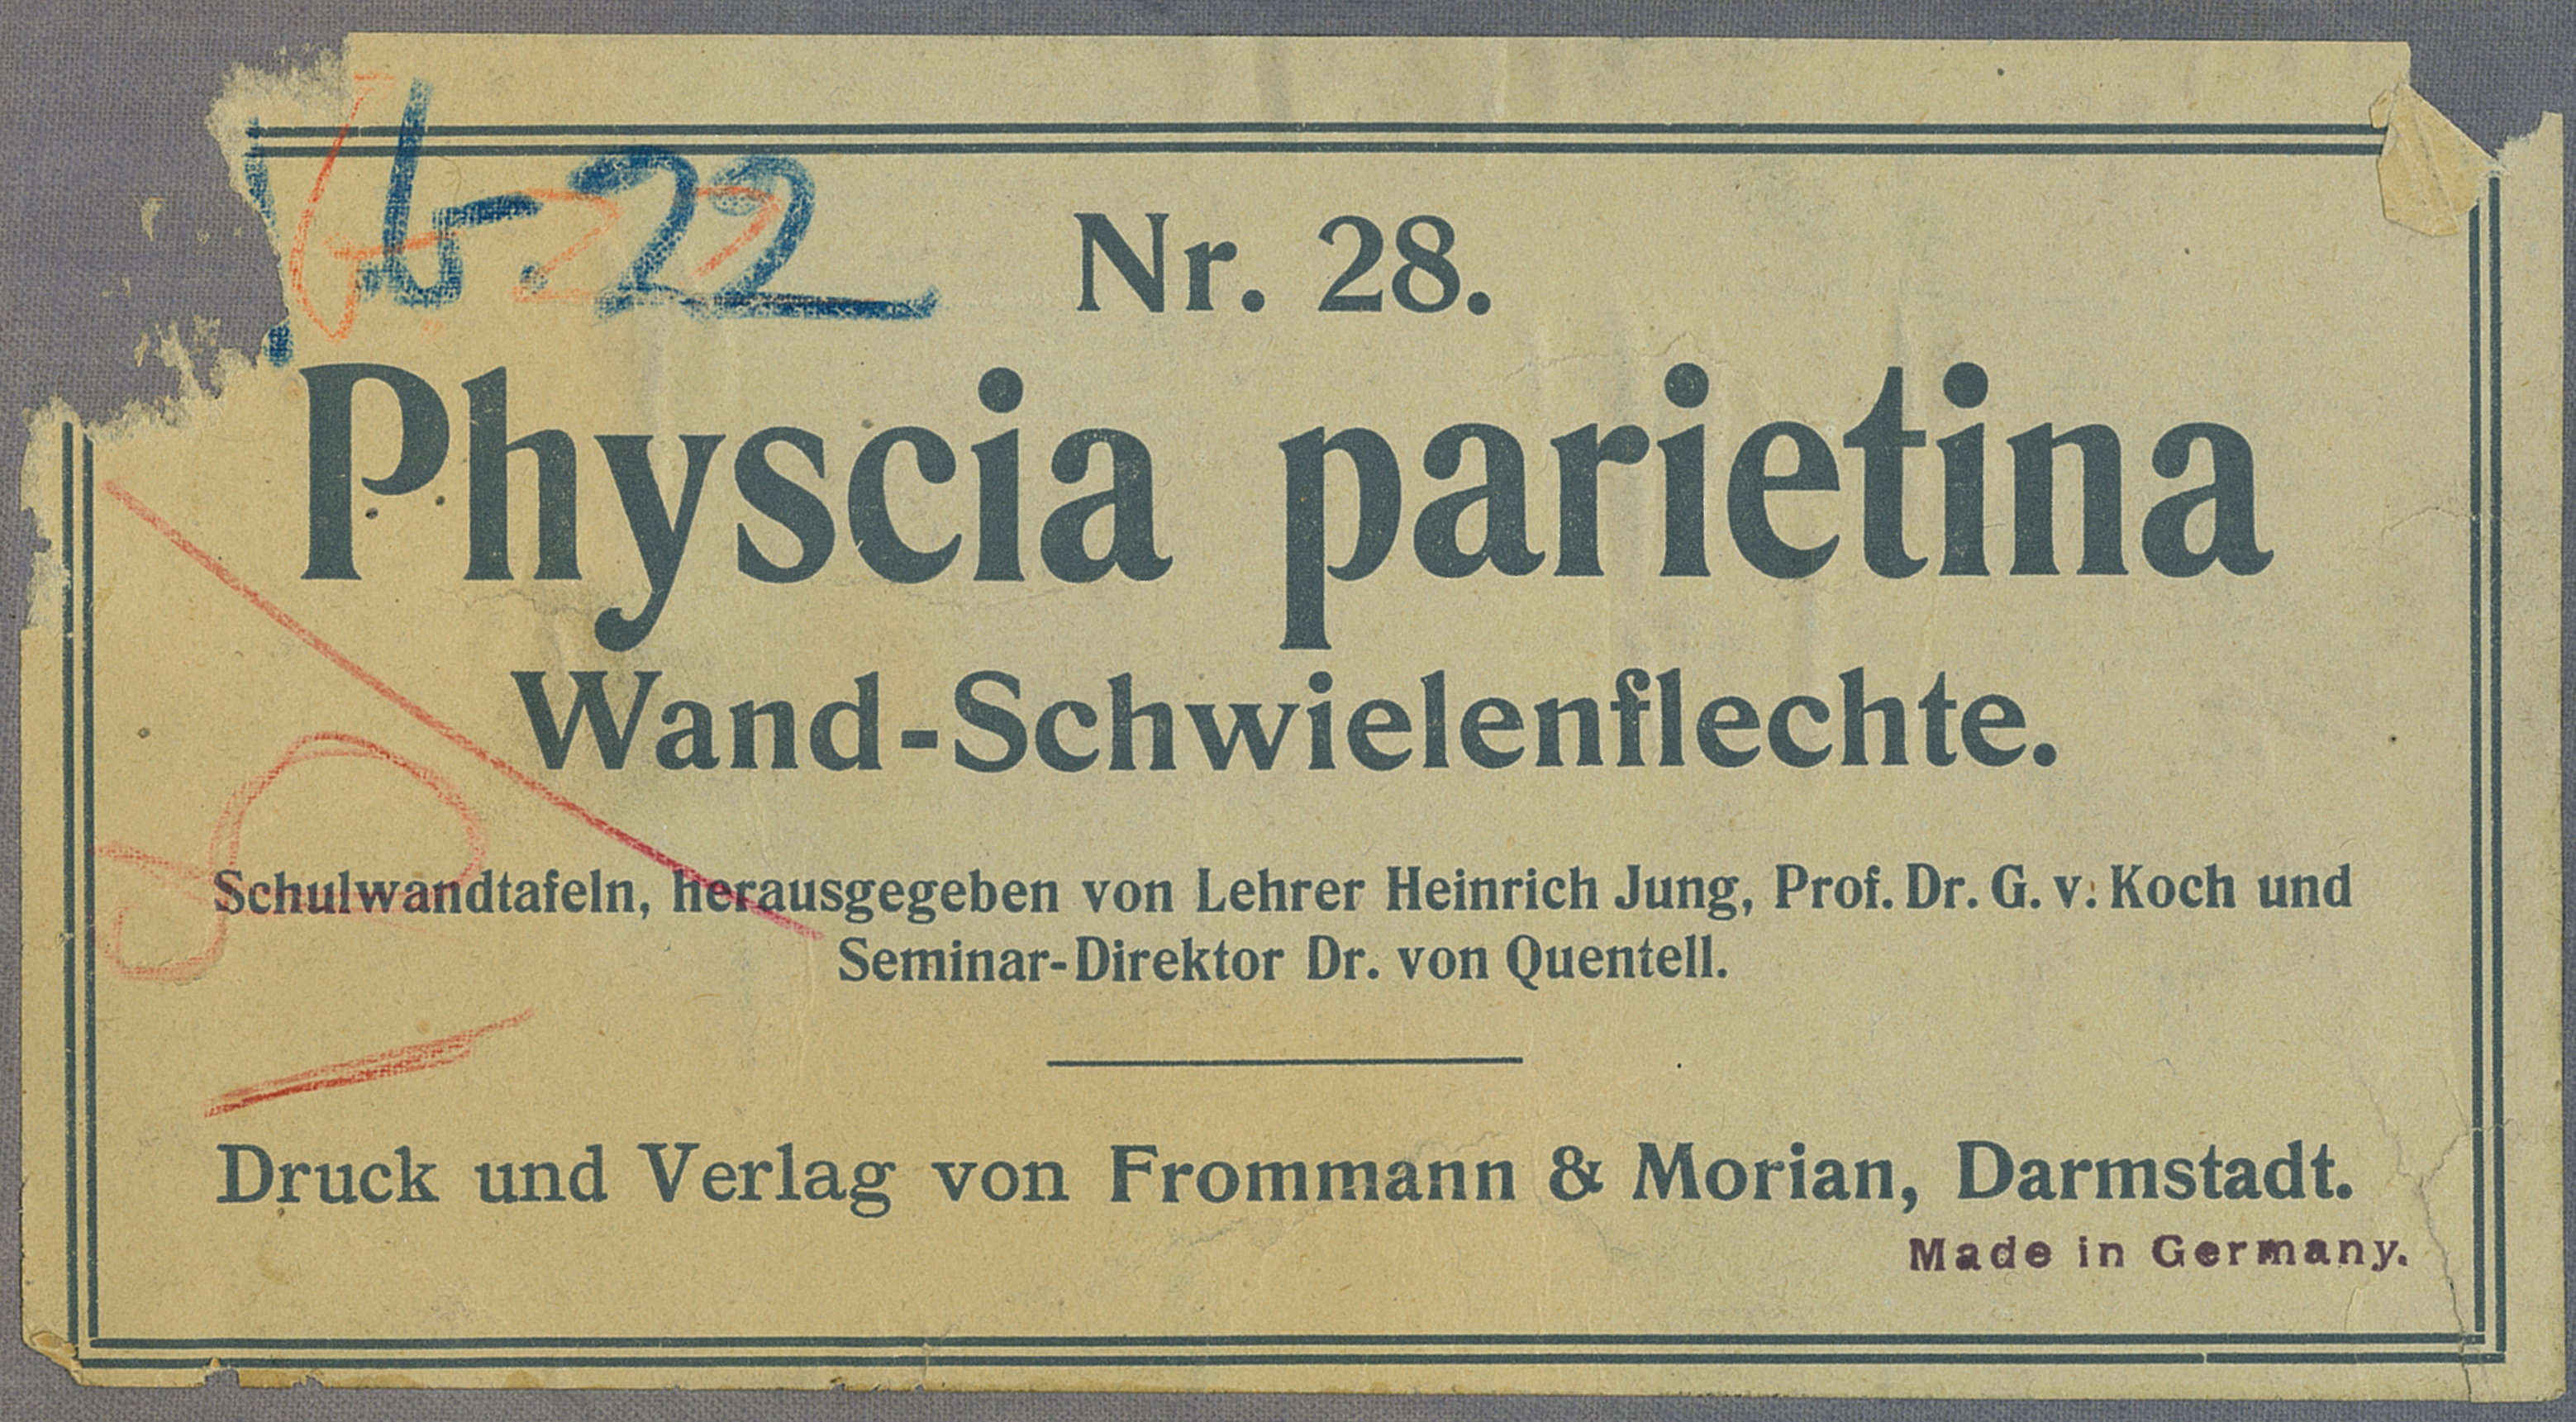 Nr. 28.
Physcia parietina
Wand-Schwielenflechte.
Schulwandtafeln, herausgegeben von Lehrer Heinrich Jung, Prof. Dr. G. v. Koch und
Seminar-Direktor Dr. von Quentell.
Druck und Verlag von Frommann & Morian, Darmstadt.
Made in Germany.